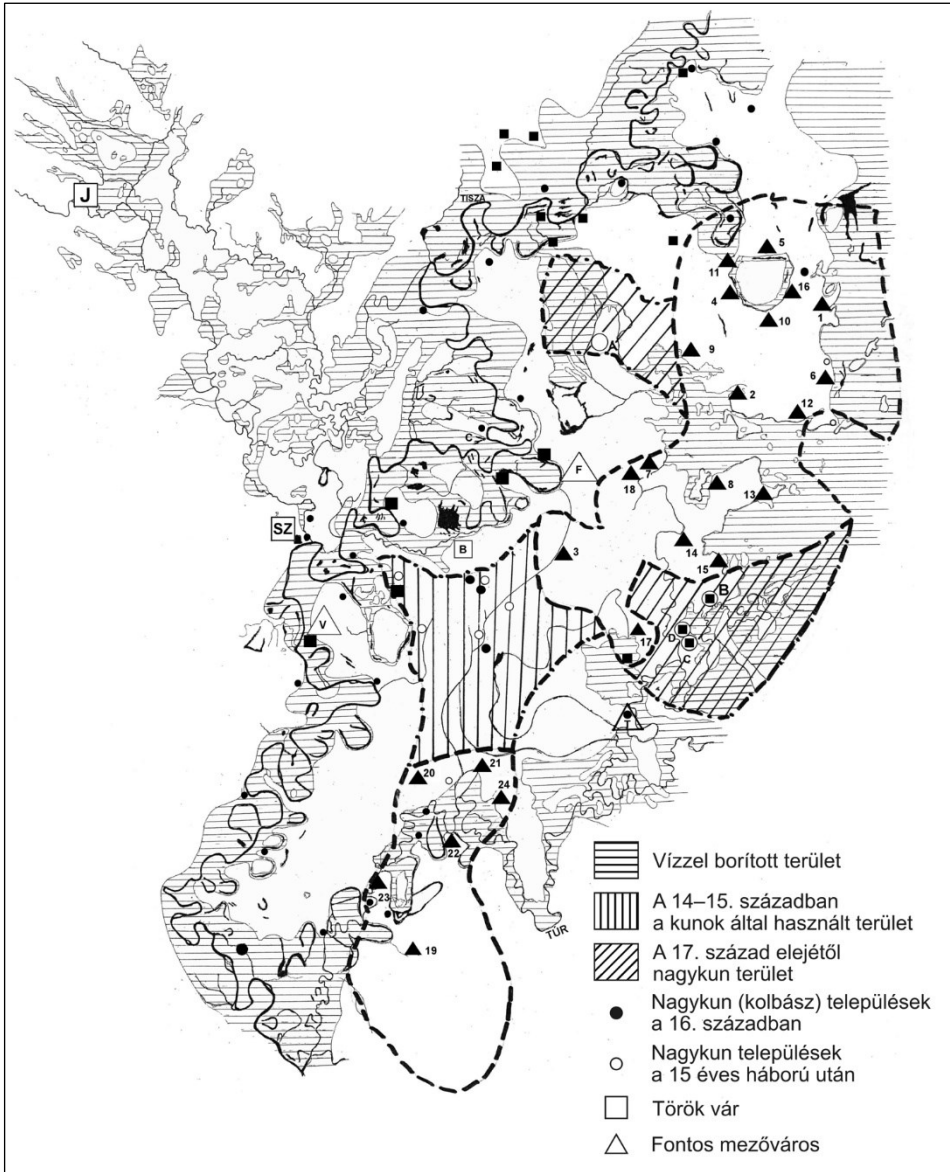 J
TISZA
5
11
4
16
1
10
A
9
6
2
12
C
F
7
18
8
13
SZ
B
3
14
15
B
V
17
D
C
T
21
20
24
22
23
TÚR
19
Vízzel borított terület
A 14–15. században
a kunok által használt terület
A 17. század elejétől
nagykun terület
Nagykun (kolbász) települések
a 16. században
Nagykun települések
a 15 éves háború után
Török vár
Fontos mezőváros